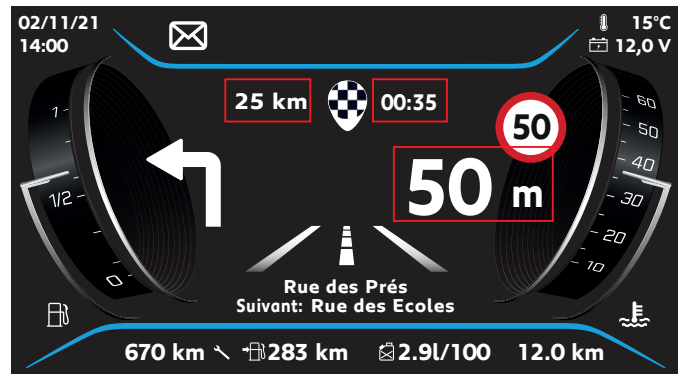 02/11/21
14:00
15°C
12,0 V
25 km
00:35
50
50 m
1
1/2
0
60
50
40
30
20
10
Rue des Prés
Suivant: Rue des Ecoles
670 km
283 km
2.9l/100
12.0 km